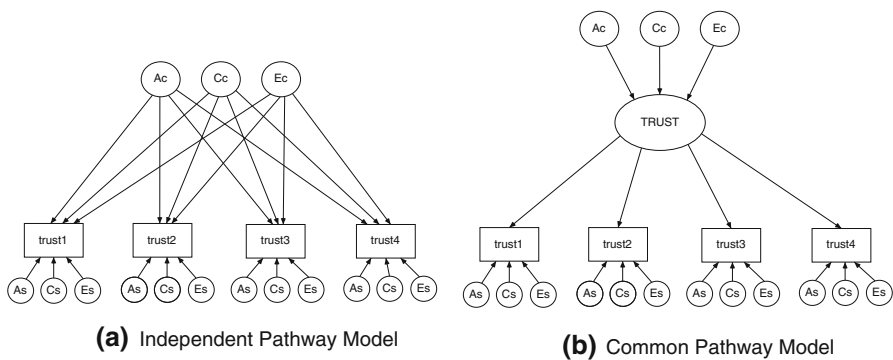 Ac Cc Ec
trust1 trust2 trust3 trust4
As Cs Es As Cs Es As Cs Es As Cs Es
(a) Independent Pathway Model
Ac Cc Ec
TRUST
trust1 trust2 trust3 trust4
As Cs Es As Cs Es As Cs Es As Cs Es
(b) Common Pathway Model